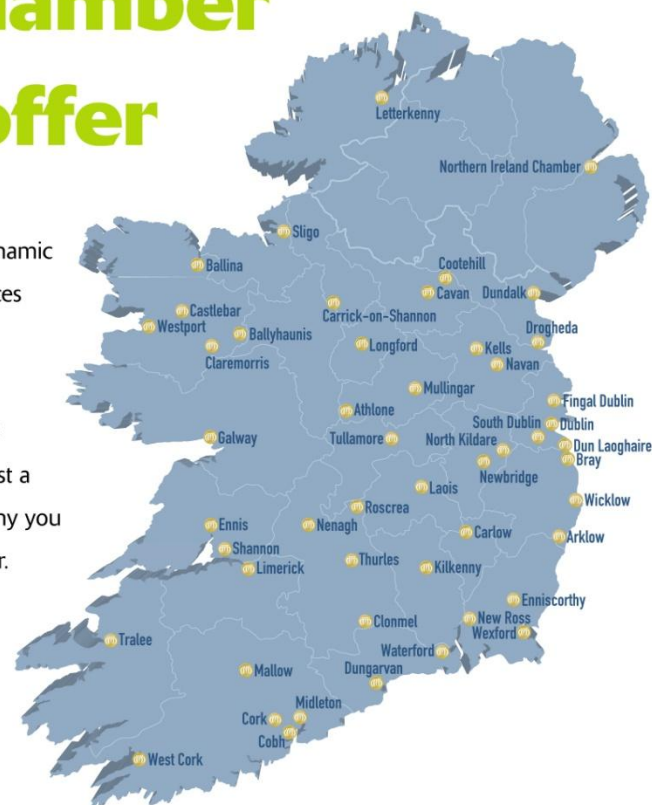 hamber
offer
namic
ces
st a
ny you
r.
Letterkenny
Northern Ireland Chamber
Sligo
Ballina
Cootehill
Cavan
Dundalk
Castlebar
Carrick-on-Shannon
Westport
Ballyhaunis
Drogheda
Claremorris
Longford
Kells
Navan
Mullingar
Fingal Dublin
Athlone
South Dublin
Dublin
Galway
Tullamore
North Kildare
Dun Laoghaire
Bray
Newbridge
Laois
Wicklow
Roscrea
Ennis
Nenagh
Carlow
Arklow
Shannon
Thurles
Limerick
Kilkenny
Enniscorthy
Clonmel
New Ross
Wexford
Tralee
Waterford
Mallow
Dungarvan
Midleton
Cork
Cobh
West Cork